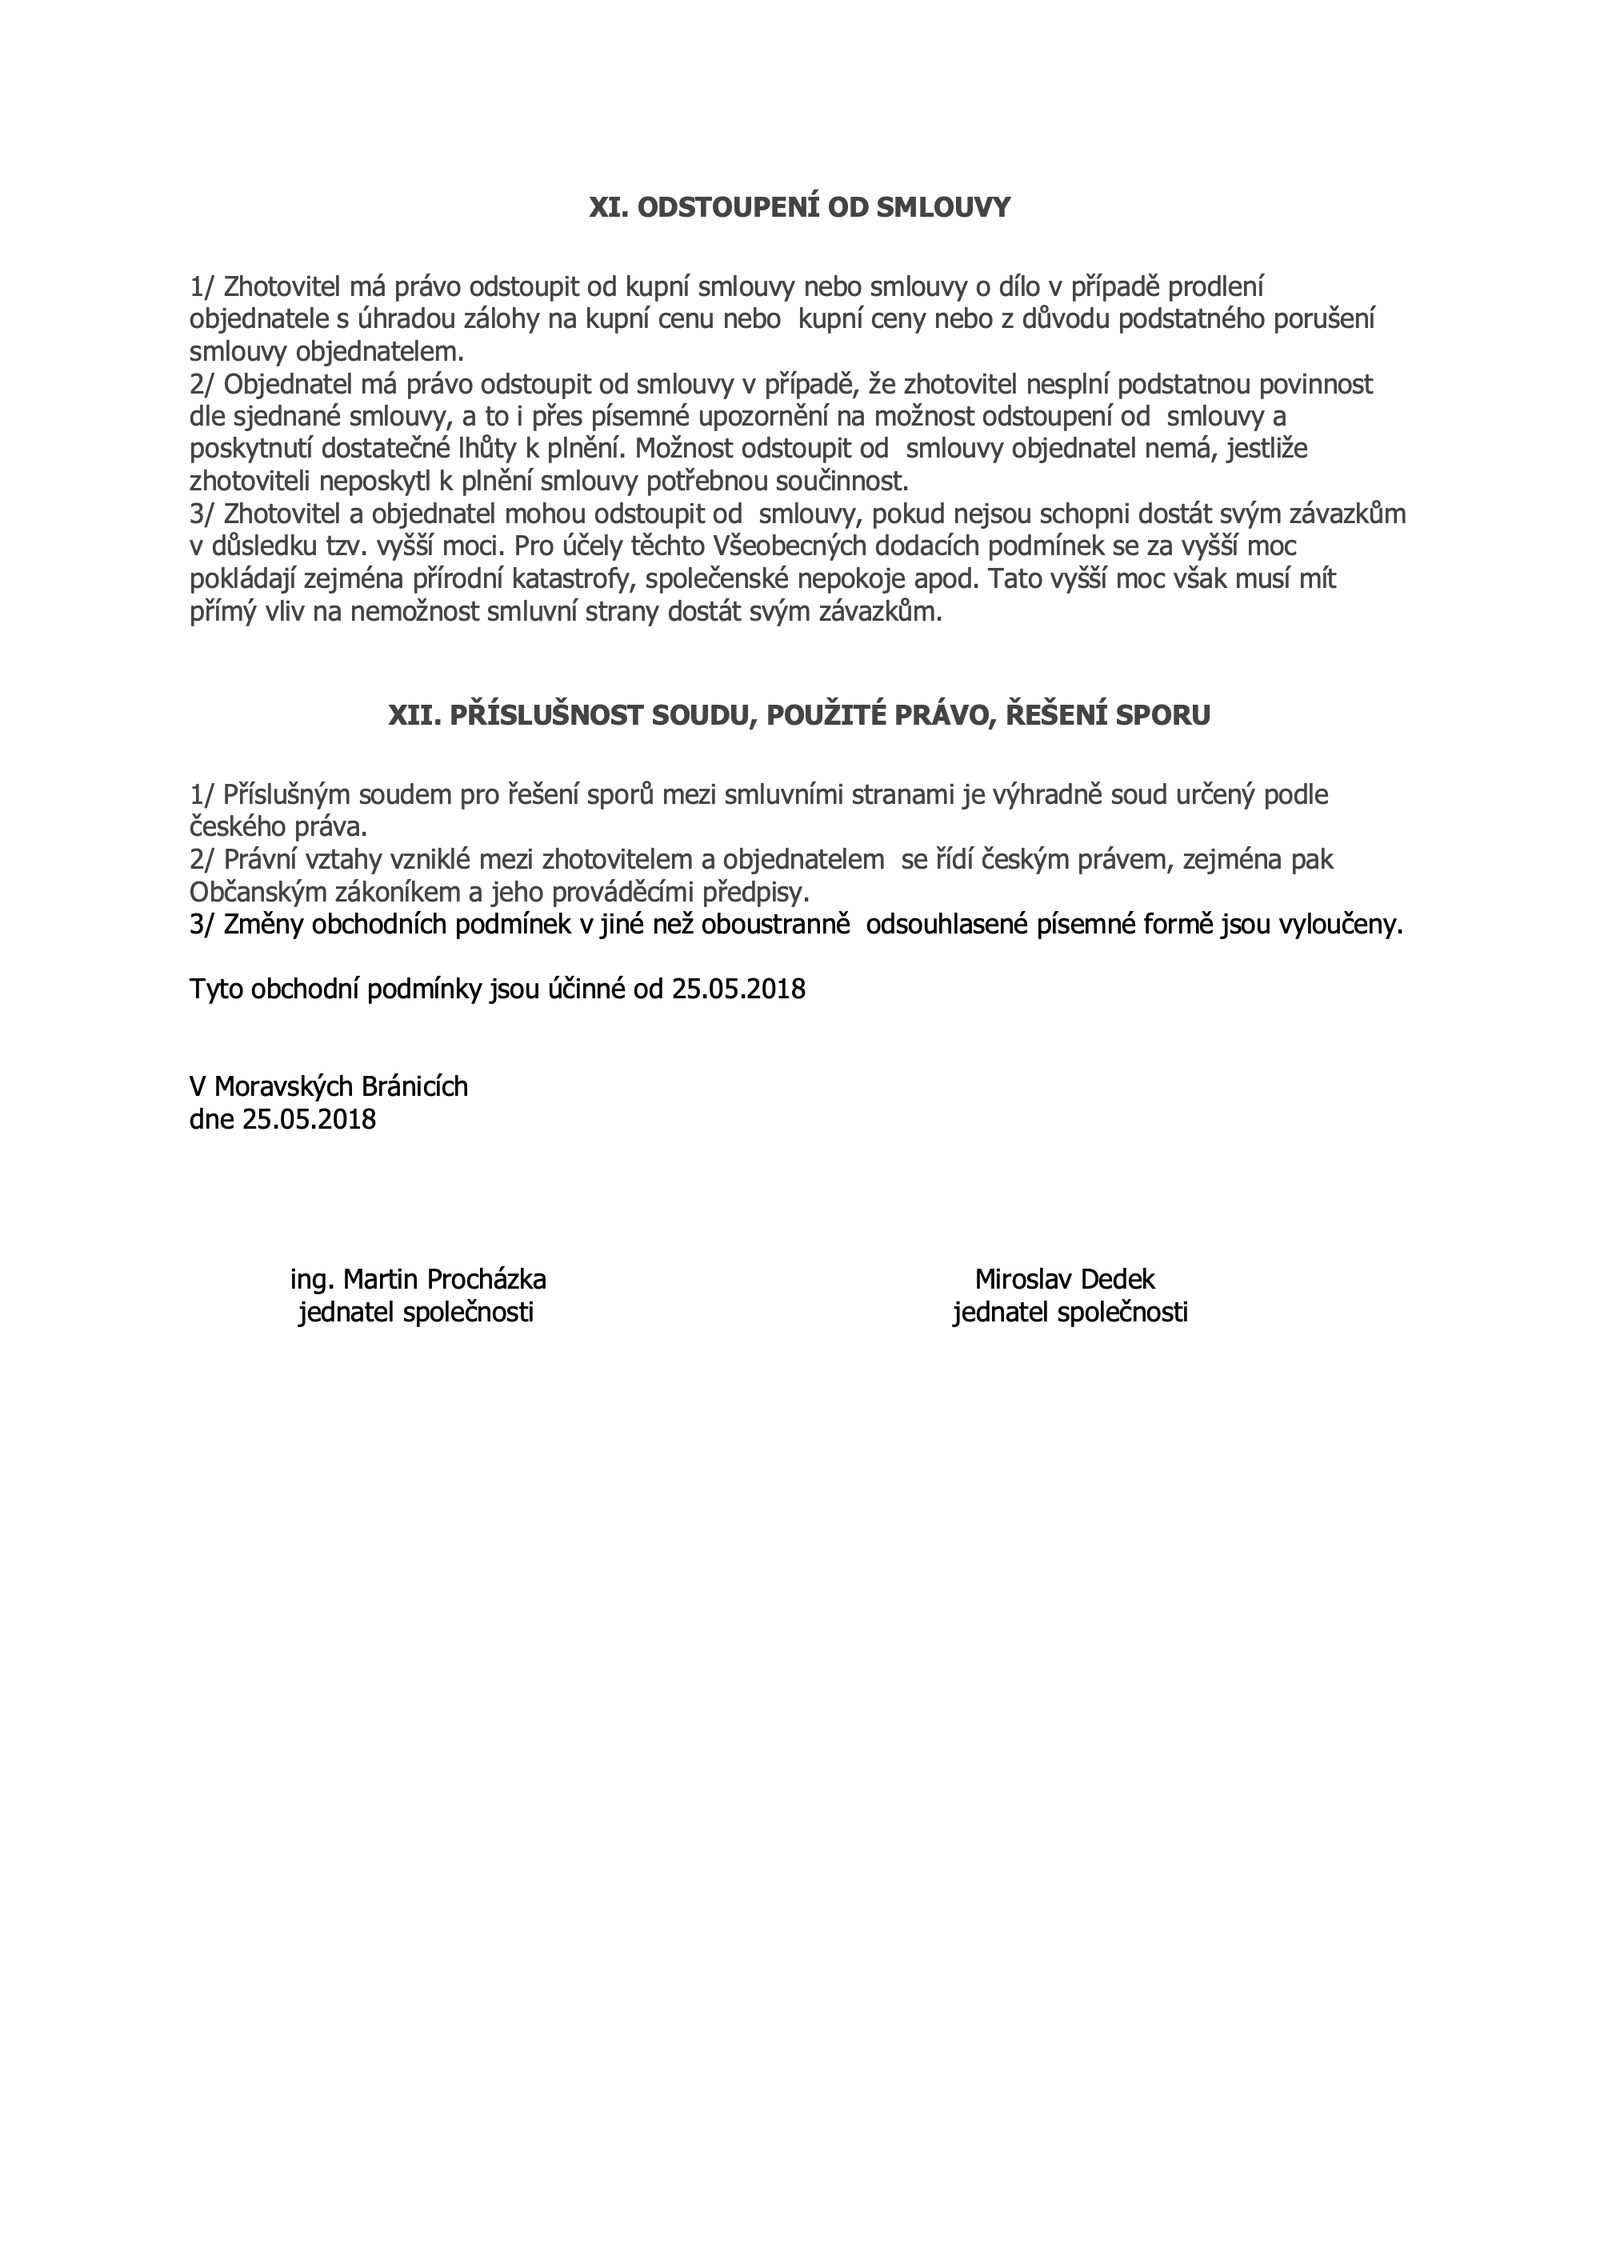 XI. ODSTOUPENÍ OD SMLOUVY
1/ Zhotovitel má právo odstoupit od kupní smlouvy nebo smlouvy o dílo v případě prodlení
objednatele s úhradou zálohy na kupní cenu nebo  kupní ceny nebo z důvodu podstatného porušení
smlouvy objednatelem.
2/ Objednatel má právo odstoupit od smlouvy v případě, že zhotovitel nesplní podstatnou povinnost
dle sjednané smlouvy, a to i přes písemné upozornění na možnost odstoupení od  smlouvy a
poskytnutí dostatečné lhůty k plnění. Možnost odstoupit od  smlouvy objednatel nemá, jestliže
zhotoviteli neposkytl k plnění smlouvy potřebnou součinnost.
3/ Zhotovitel a objednatel mohou odstoupit od  smlouvy, pokud nejsou schopni dostát svým závazkům
v důsledku tzv. vyšší moci. Pro účely těchto Všeobecných dodacích podmínek se za vyšší moc
pokládají zejména přírodní katastrofy, společenské nepokoje apod. Tato vyšší moc však musí mít
přímý vliv na nemožnost smluvní strany dostát svým závazkům.
XII. PŘÍSLUŠNOST SOUDU, POUŽITÉ PRÁVO, ŘEŠENÍ SPORU
1/ Příslušným soudem pro řešení sporů mezi smluvními stranami je výhradně soud určený podle
českého práva.
2/ Právní vztahy vzniklé mezi zhotovitelem a objednatelem  se řídí českým právem, zejména pak
Občanským zákoníkem a jeho prováděcími předpisy.
3/ Změny obchodních podmínek v jiné než oboustranně  odsouhlasené písemné formě jsou vyloučeny.
Tyto obchodní podmínky jsou účinné od 25.05.2018
V Moravských Bránicích
dne 25.05.2018
ing. Martin Procházka Miroslav Dedek
jednatel společnosti jednatel společnosti